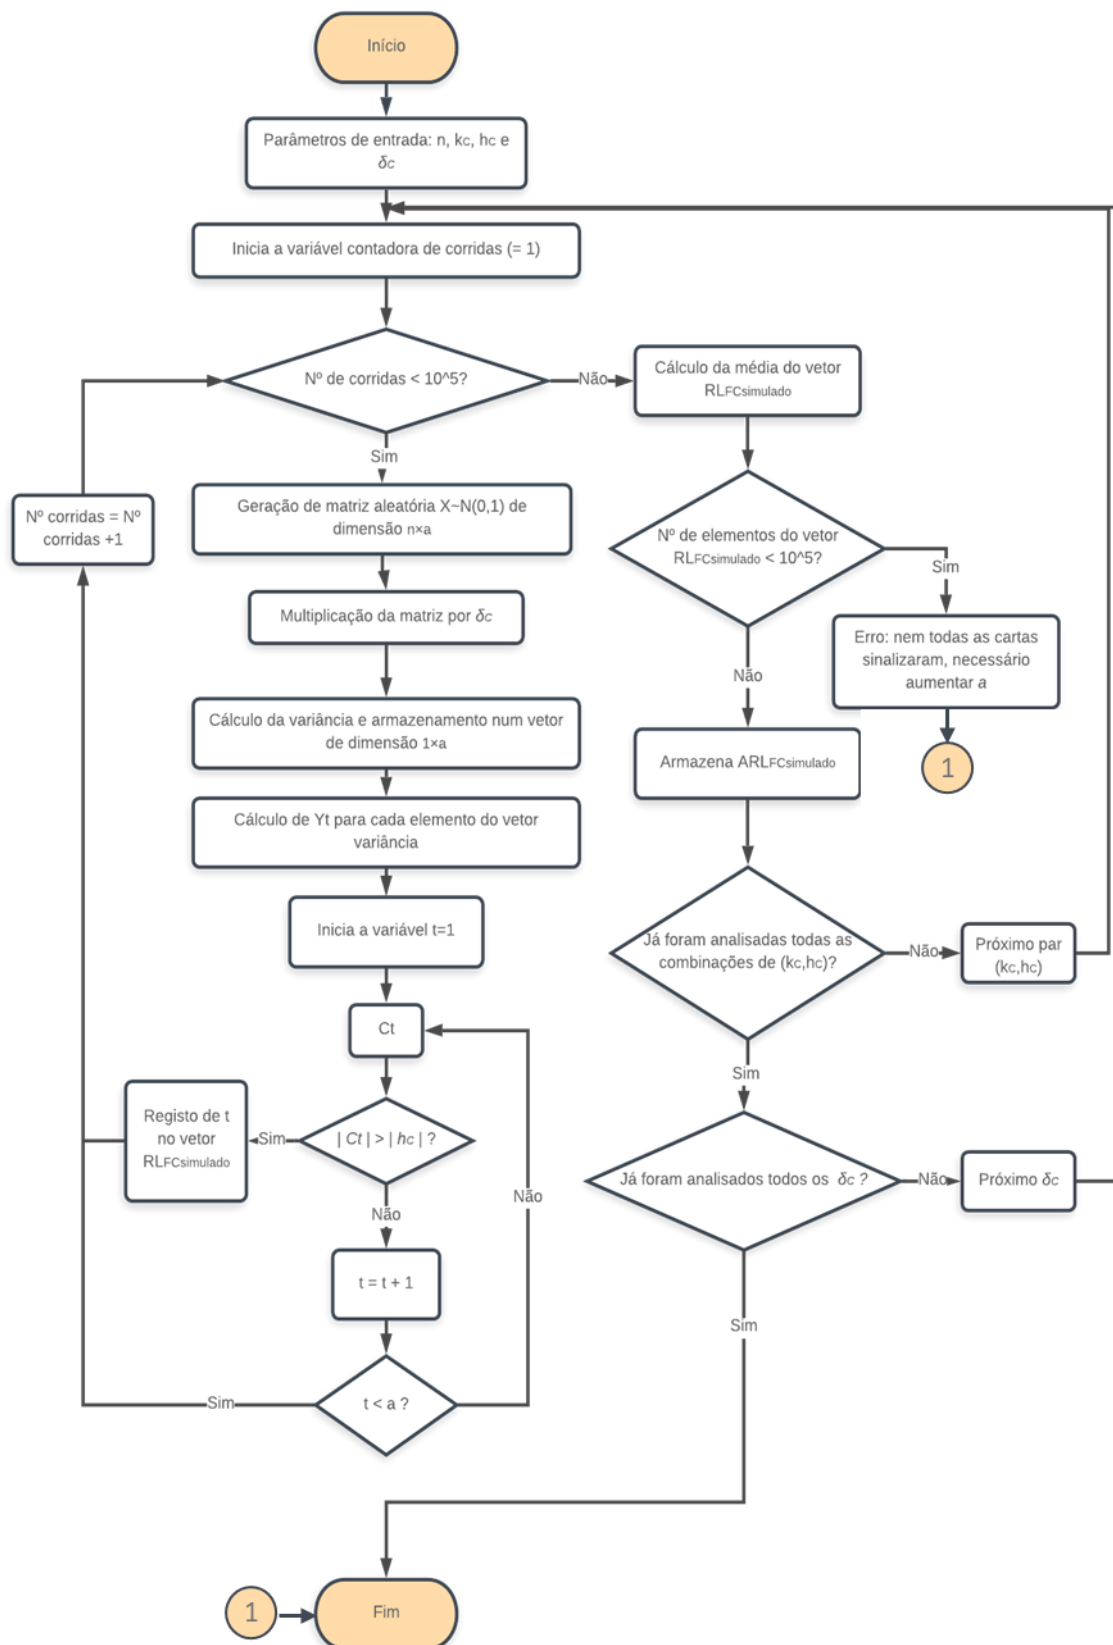 Início
Parâmetros de entrada: n, kc, hc e
δc
Inicia a variável contadora de corridas (= 1)
Nº de corridas < 10^5?
Não
Cálculo da média do vetor
RLFCsimulado
Sim
Nº corridas = Nº
corridas +1
Geração de matriz aleatória X~N(0,1) de
dimensão n×a
Nº de elementos do vetor
RLFCsimulado < 10^5?
Sim
Multiplicação da matriz por δc
Erro: nem todas as cartas
sinalizaram, necessário
aumentar a
Não
Cálculo da variância e armazenamento num vetor
de dimensão 1×a
Armazena ARLFCsimulado
1
Cálculo de Yt para cada elemento do vetor
variância
Inicia a variável t=1
Já foram analisadas todas as
combinações de (kc,hc)?
Não
Próximo par
(kc,hc)
Ct
Sim
Registo de t
no vetor
RLFCsimulado
Sim
| Ct | > | hc | ?
Não
Já foram analisados todos os δc ?
Não
Próximo δc
Não
t = t + 1
Sim
t < a ?
Sim
1
Fim